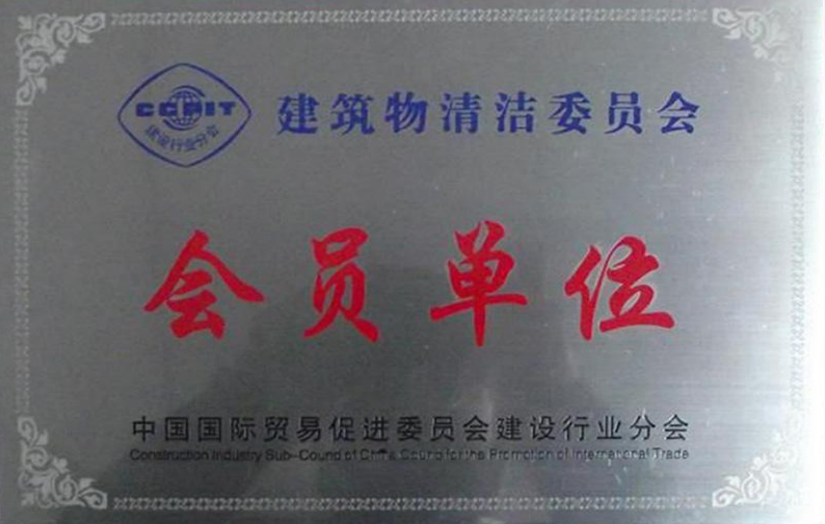 CCPIT
建设行业分会
建筑物清洁委员会
会员单位
中国国际贸易促进委员会建设行业分会
Construction Industry Sub-Council of China Council for the Promotion of International Trade